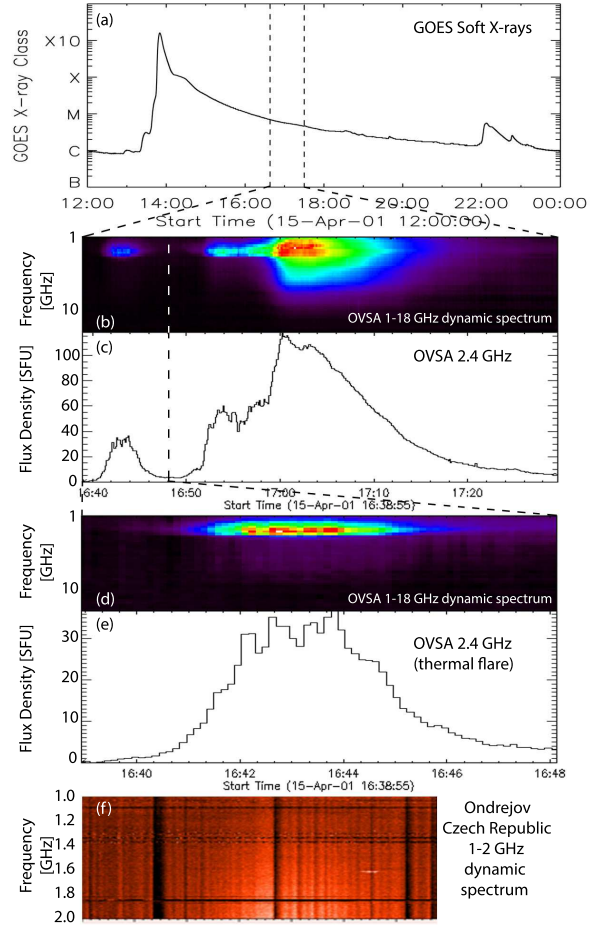 (a)
GOES Soft X-rays
GOES X-ray Class
X10
X
M
C
B
12:00 14:00 16:00 18:00 20:00 22:00 00:00
Start Time (15-Apr-01 12:00:00)
1
10
Frequency
[GHz]
(b)
OVSA 1-18 GHz dynamic spectrum
(c)
OVSA 2.4 GHz
Flux Density [SFU]
100
80
60
40
20
0
16:40 16:50 17:00 17:10 17:20
Start Time (15-Apr-01 16:38:55)
1
10
Frequency
[GHz]
(d)
OVSA 1-18 GHz dynamic spectrum
(e)
OVSA 2.4 GHz
(thermal flare)
Flux Density [SFU]
30
20
10
0
16:40 16:42 16:44 16:46 16:48
Start Time (15-Apr-01 16:38:55)
(f)
1.0
1.2
1.4
1.6
1.8
2.0
Frequency
[GHz]
Ondrejov
Czech Republic
1-2 GHz
dynamic
spectrum